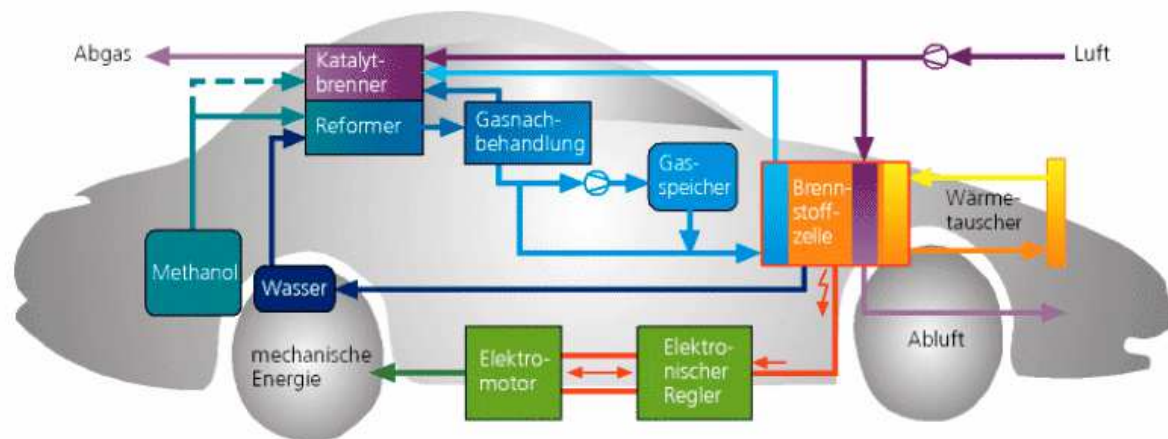 Abgas
Katalyt-
brenner
Luft
Reformer
Gasnach-
behandlung
Gas-
speicher
Brenn-
stoff-
zelle
Wärme-
tauscher
Methanol
Wasser
Abluft
mechanische
Energie
Elektro-
motor
Elektro-
nischer
Regler